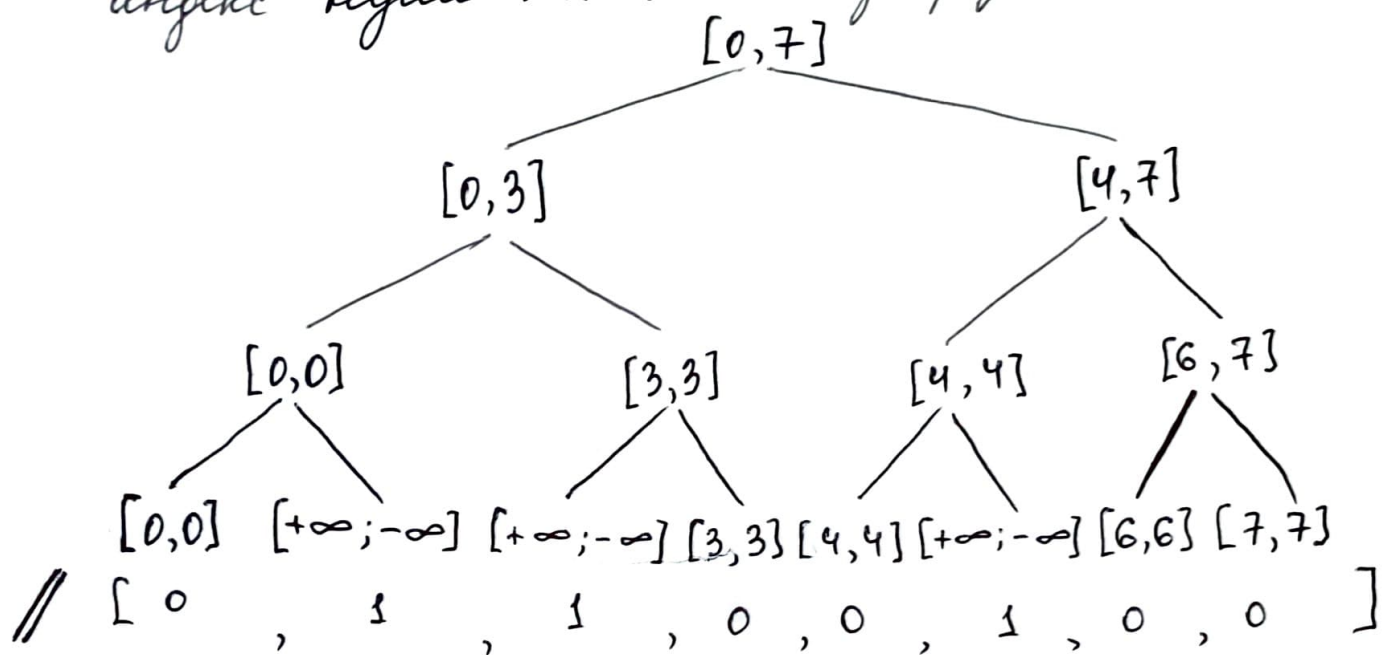 индекс
[0,7]
[0,3] [4,7]
[0,0] [3,3] [4,4] [6,7]
[0,0] [+∞;-∞] [+∞;-∞] [3,3] [4,4] [+∞;-∞] [6,6] [7,7]
// [ 0 , 1 , 1 , 0 , 0 , 1 , 0 , 0 ]